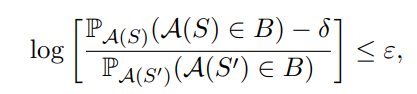 log [ (ℙ_{𝒜(S)}(𝒜(S) ∈ B) − δ) / (ℙ_{𝒜(S′)}(𝒜(S′) ∈ B)) ] ≤ ε,